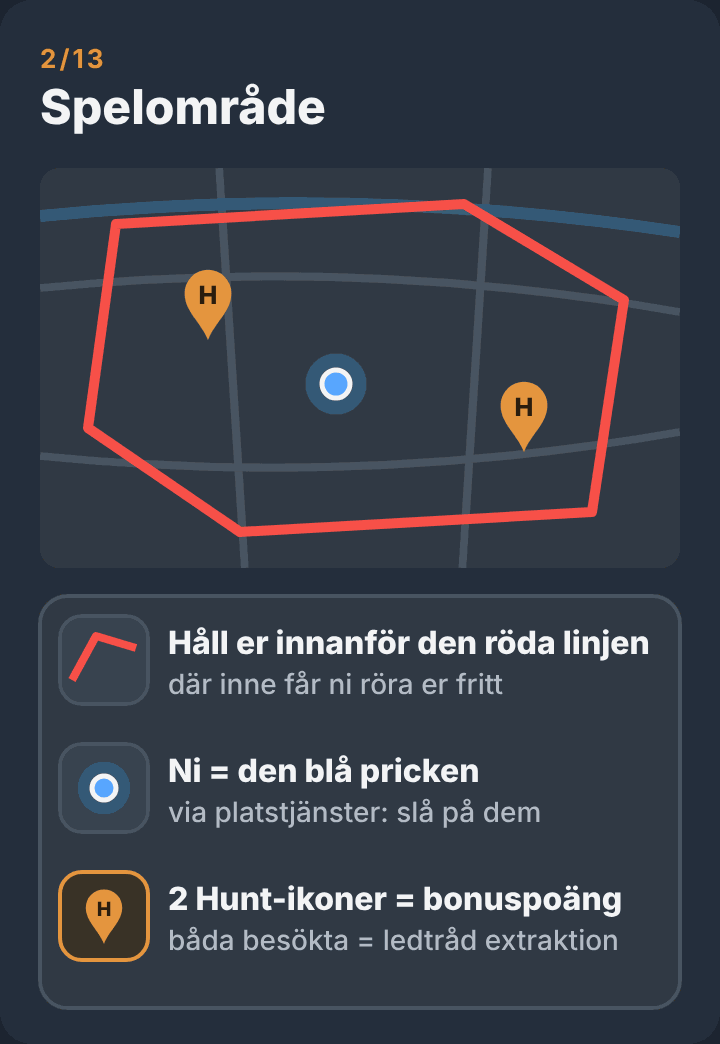 2/13
Spelområde
H
H
Håll er innanför den röda linjen
där inne får ni röra er fritt
Ni = den blå pricken
via platstjänster: slå på dem
H
2 Hunt-ikoner = bonuspoäng
båda besökta = ledtråd extraktion